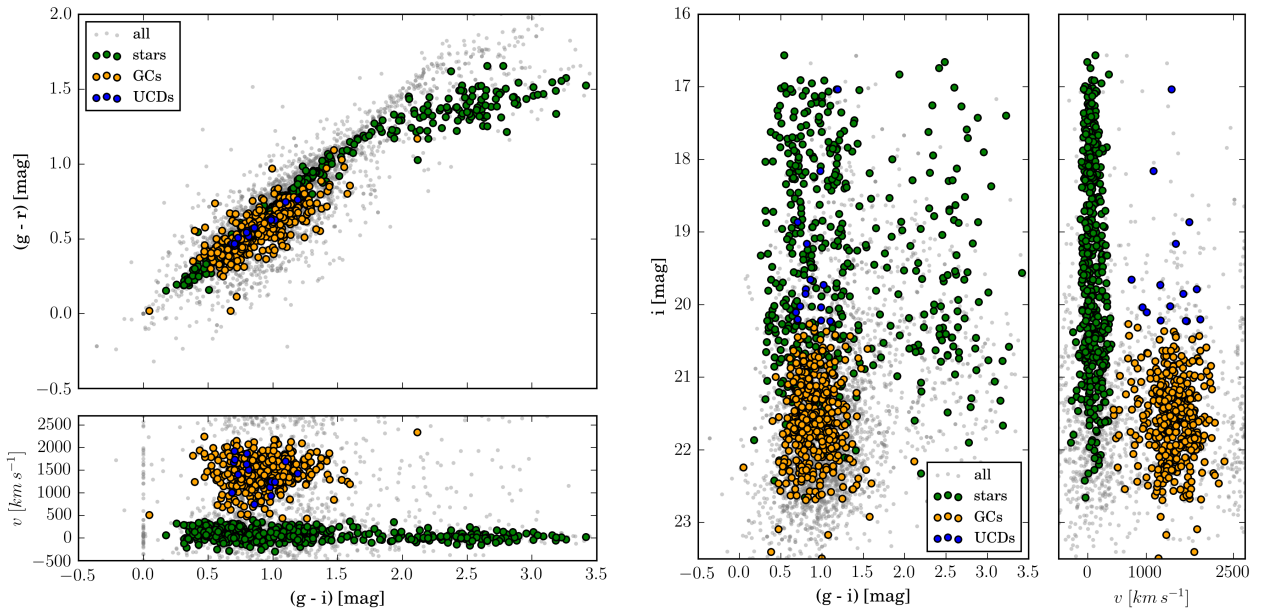 2.0
1.5
1.0
0.5
0.0
−0.5
(g - r) [mag]
all
stars
GCs
UCDs
2500
2000
1500
1000
500
0
−500
v [km s⁻¹]
0.0 0.5 1.0 1.5 2.0 2.5 3.0 3.5
(g - i) [mag]
16
17
18
19
20
21
22
23
i [mag]
all
stars
GCs
UCDs
−0.5 0.0 0.5 1.0 1.5 2.0 2.5 3.0 3.5
(g - i) [mag]
0 1000 2500
v [km s⁻¹]